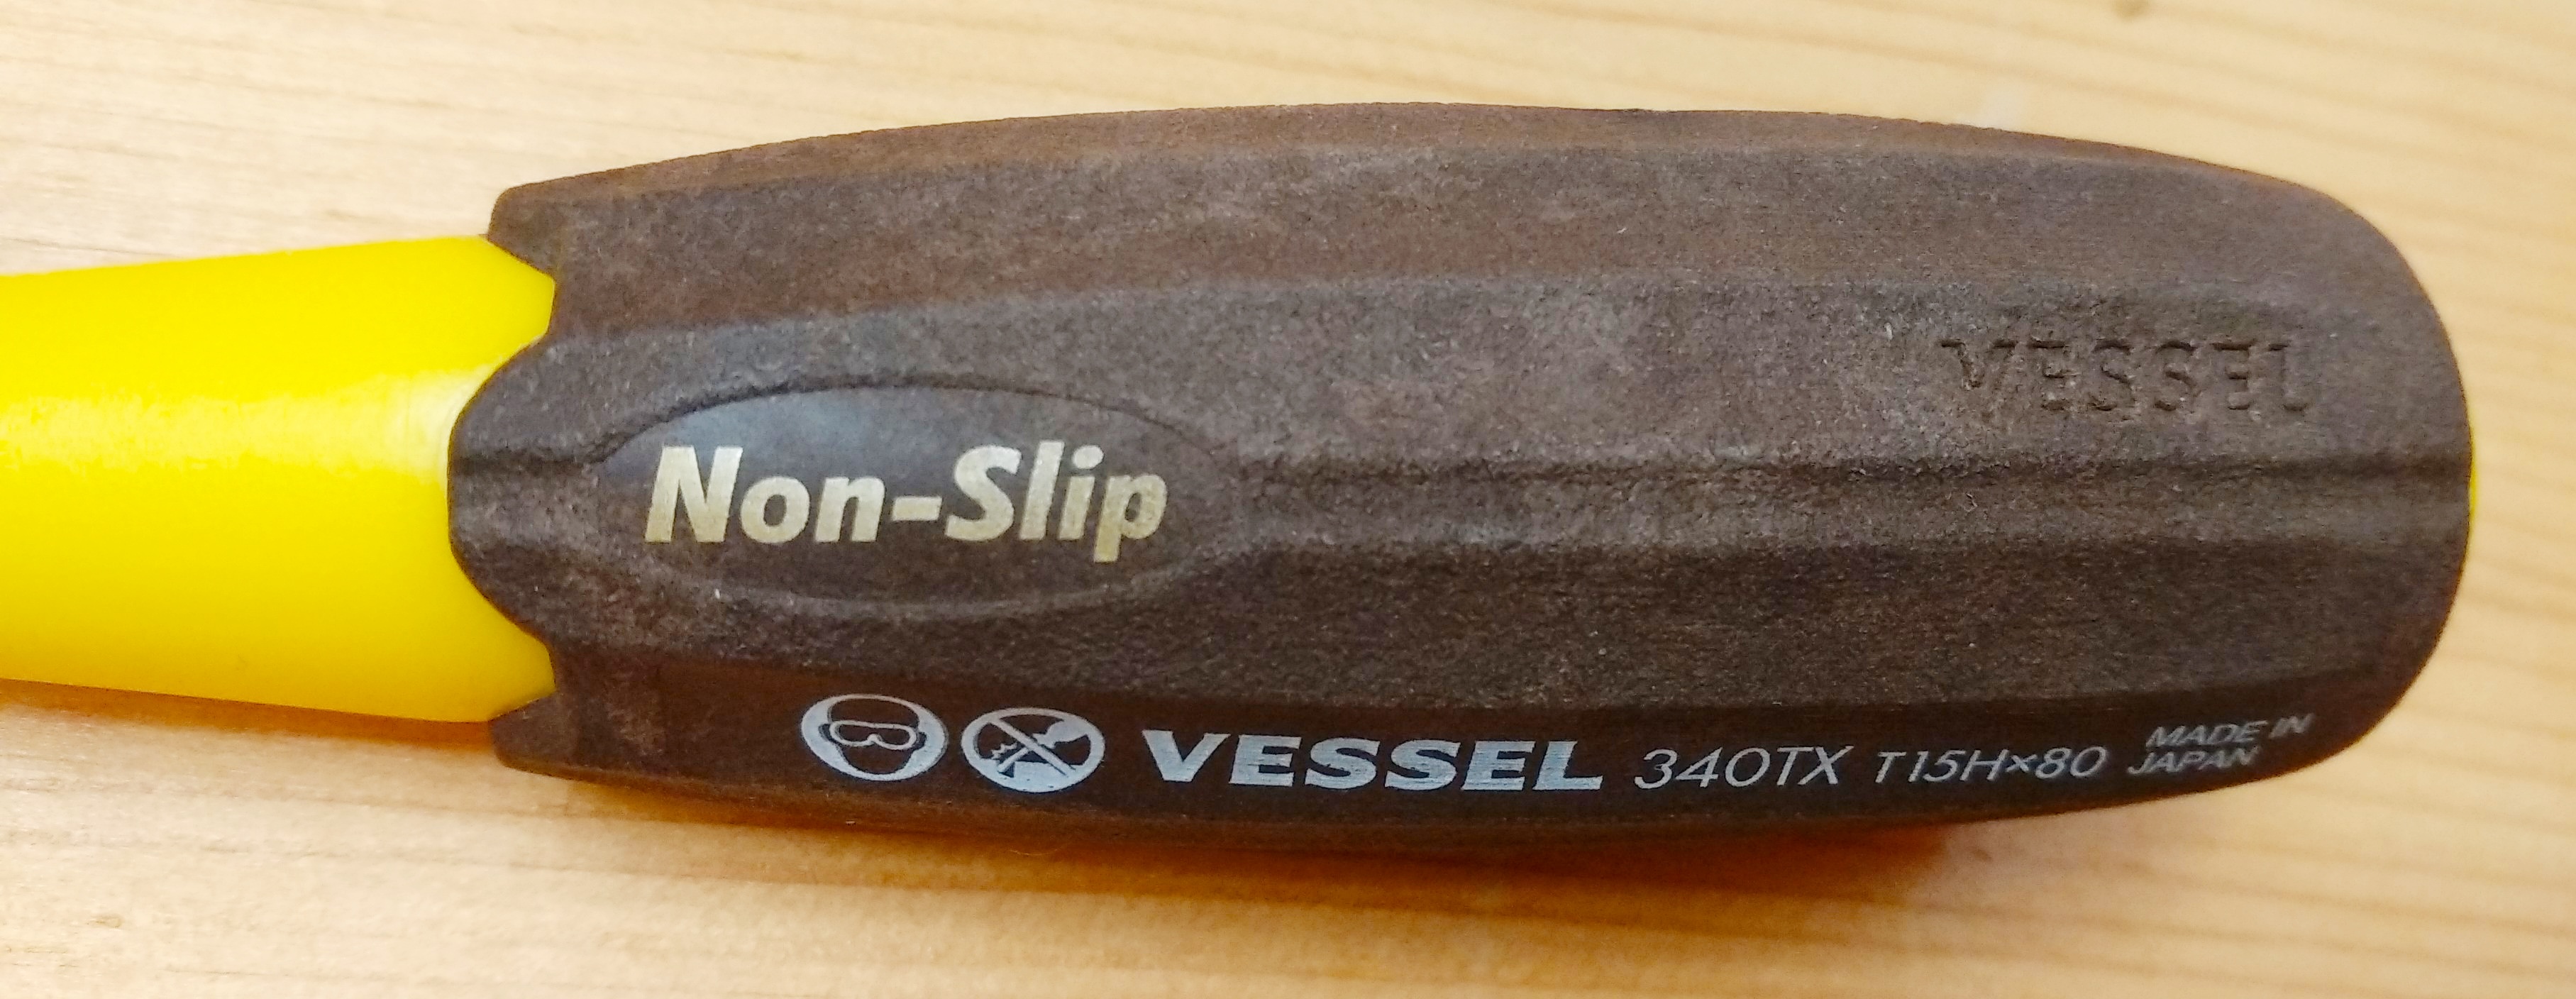 VESSEL
Non-Slip
VESSEL 340TX T15H×80 MADE IN
JAPAN